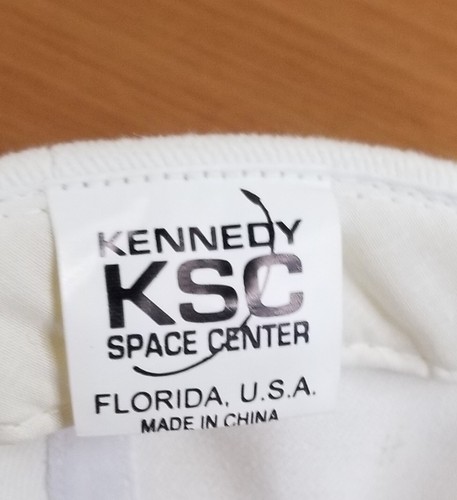 KENNEDY
KSC
SPACE CENTER
FLORIDA, U.S.A.
MADE IN CHINA